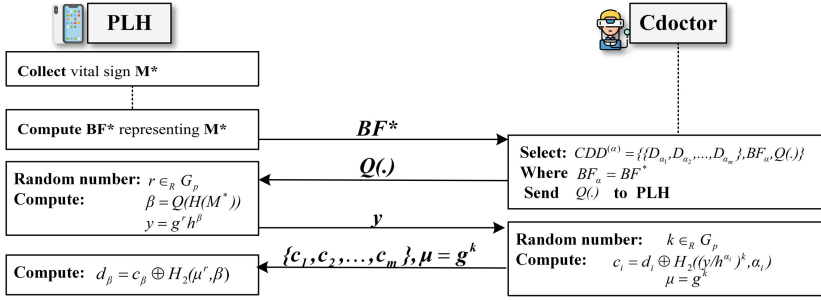 PLH
Cdoctor
Collect vital sign M*
Compute BF* representing M*
BF*
Select: CDD^(α) = {{D_α₁, D_α₂, ..., D_αₘ}, BF_α, Q(.)}
Where BF_α = BF^*
Send Q(.) to PLH
Q(.)
Random number: r ∈_R G_p
Compute: β = Q(H(M^*))
y = g^r h^β
y
Random number: k ∈_R G_p
Compute: c_i = d_i ⊕ H_2((y/h^α_i)^k, α_i)
μ = g^k
{c_1, c_2, ..., c_m}, μ = g^k
Compute: d_β = c_β ⊕ H_2(μ^r, β)